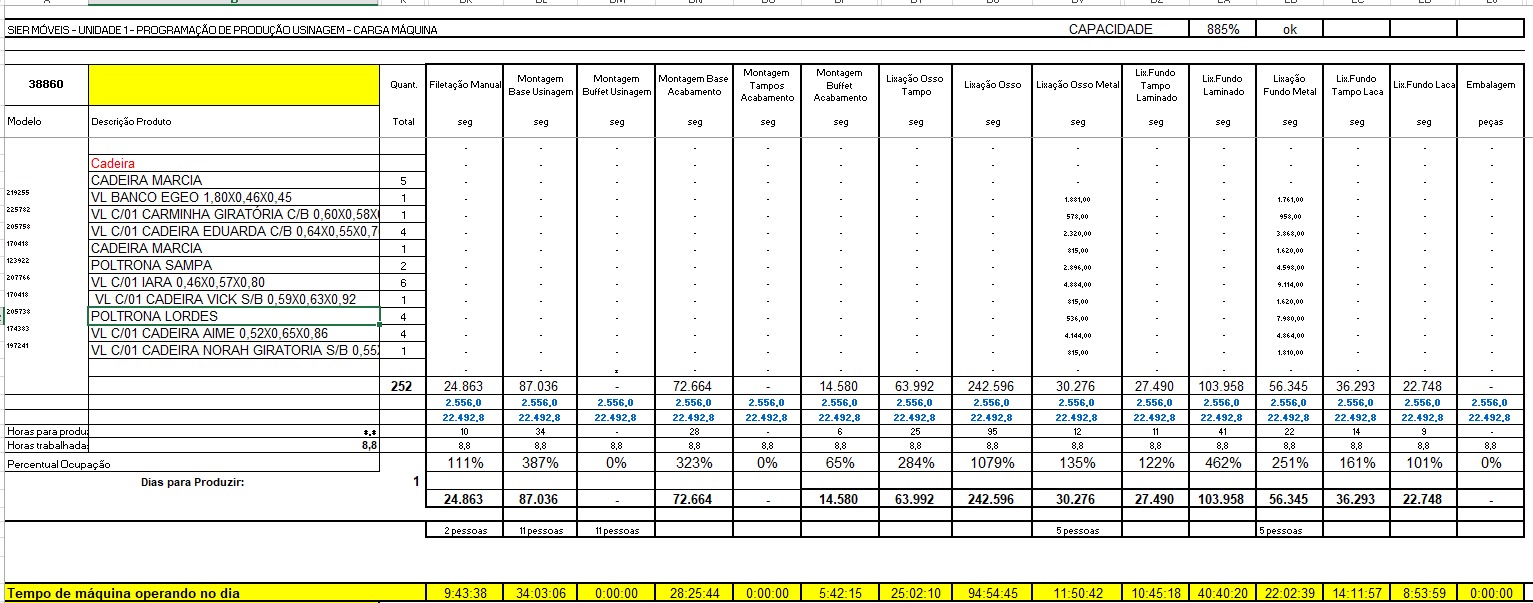 SIER MÓVEIS - UNIDADE 1 - PROGRAMAÇÃO DE PRODUÇÃO USINAGEM - CARGA MÁQUINA CAPACIDADE 885% ok
38860 Quant. Filetação Manual Montagem Base Usinagem Montagem Buffet Usinagem Montagem Base Acabamento Montagem Tampos Acabamento Montagem Buffet Acabamento Lixação Osso Tampo Lixação Osso Lixação Osso Metal Lix.Fundo Tampo Laminado Lix.Fundo Laminado Lixação Fundo Metal Lix.Fundo Tampo Laca Lix.Fundo Laca Embalagem
Modelo Descrição Produto Total seg seg seg seg seg seg seg seg seg seg seg seg seg seg peças
- - - - - - - - - - - - - - -
Cadeira - - - - - - - - - - - - - - -
CADEIRA MARCIA 5 - - - - - - - - - - - - - - -
219255 VL BANCO EGEO 1,80X0,46X0,45 1 - - - - - - - - 1.881,00 - - 1.761,00 - - -
225782 VL C/01 CARMINHA GIRATÓRIA C/B 0,60X0,58X 1 - - - - - - - - 578,00 - - 958,00 - - -
205758 VL C/01 CADEIRA EDUARDA C/B 0,64X0,55X0,7 4 - - - - - - - - 2.320,00 - - 3.868,00 - - -
170418 CADEIRA MARCIA 1 - - - - - - - - 815,00 - - 1.620,00 - - -
123922 POLTRONA SAMPA 2 - - - - - - - - 2.896,00 - - 4.598,00 - - -
207766 VL C/01 IARA 0,46X0,57X0,80 6 - - - - - - - - 4.884,00 - - 9.114,00 - - -
170418 VL C/01 CADEIRA VICK S/B 0,59X0,63X0,92 1 - - - - - - - - 815,00 - - 1.620,00 - - -
205738 POLTRONA LORDES 4 - - - - - - - - 536,00 - - 7.980,00 - - -
174383 VL C/01 CADEIRA AIME 0,52X0,65X0,86 4 - - - - - - - - 4.144,00 - - 4.864,00 - - -
197241 VL C/01 CADEIRA NORAH GIRATORIA S/B 0,55 1 - - - - - - - - 815,00 - - 1.810,00 - - -
252 24.863 87.036 - 72.664 - 14.580 63.992 242.596 30.276 27.490 103.958 56.345 36.293 22.748 -
2.556,0 2.556,0 2.556,0 2.556,0 2.556,0 2.556,0 2.556,0 2.556,0 2.556,0 2.556,0 2.556,0 2.556,0 2.556,0 2.556,0 2.556,0
22.492,8 22.492,8 22.492,8 22.492,8 22.492,8 22.492,8 22.492,8 22.492,8 22.492,8 22.492,8 22.492,8 22.492,8 22.492,8 22.492,8 22.492,8
Horas para produz *,* 10 34 - 28 - 6 25 95 12 11 41 22 14 9 -
Horas trabalhadas 8,8 8,8 8,8 8,8 8,8 8,8 8,8 8,8 8,8 8,8 8,8 8,8 8,8 8,8 8,8 8,8
Percentual Ocupação 111% 387% 0% 323% 0% 65% 284% 1079% 135% 122% 462% 251% 161% 101% 0%
Dias para Produzir: 1
24.863 87.036 - 72.664 - 14.580 63.992 242.596 30.276 27.490 103.958 56.345 36.293 22.748 -
2 pessoas 11 pessoas 11 pessoas 5 pessoas 5 pessoas
Tempo de máquina operando no dia 9:43:38 34:03:06 0:00:00 28:25:44 0:00:00 5:42:15 25:02:10 94:54:45 11:50:42 10:45:18 40:40:20 22:02:39 14:11:57 8:53:59 0:00:00